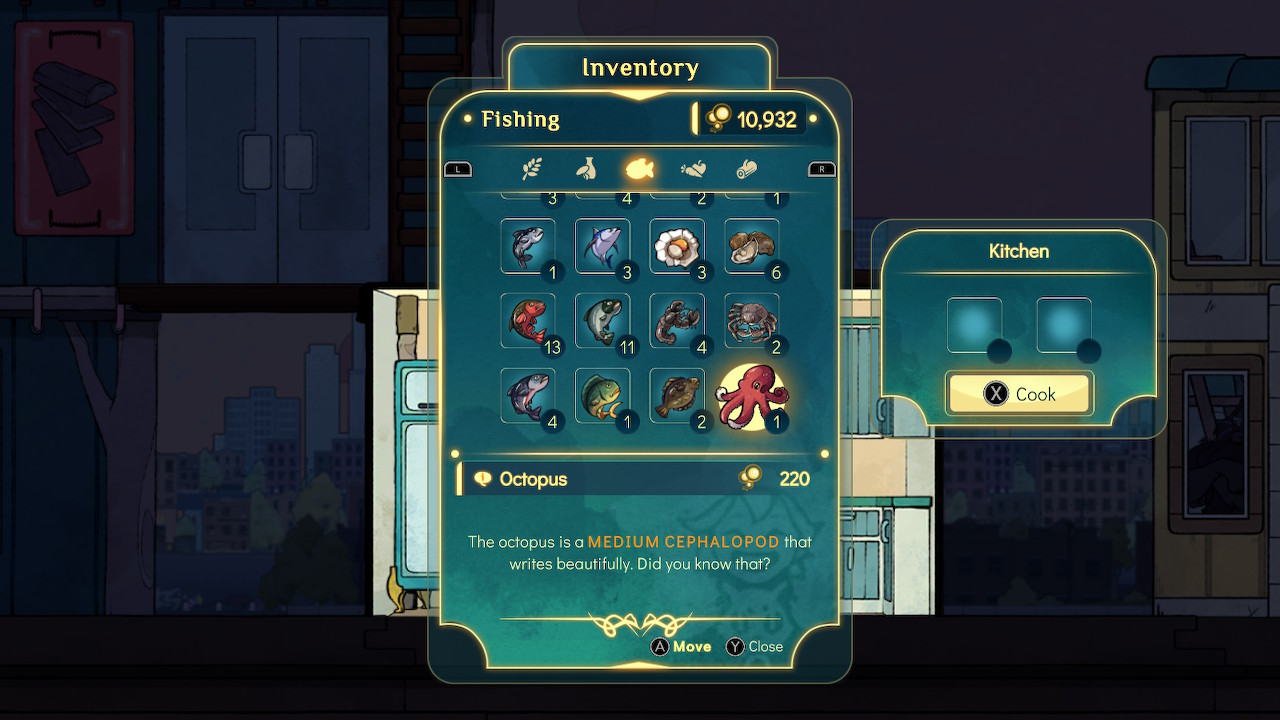 Inventory
Fishing
10,932
L
R
3 4 2 1
1 3 3 6
13 11 4 2
4 1 2 1
Octopus 220
The octopus is a MEDIUM CEPHALOPOD that
writes beautifully. Did you know that?
A Move Y Close
Kitchen
X Cook